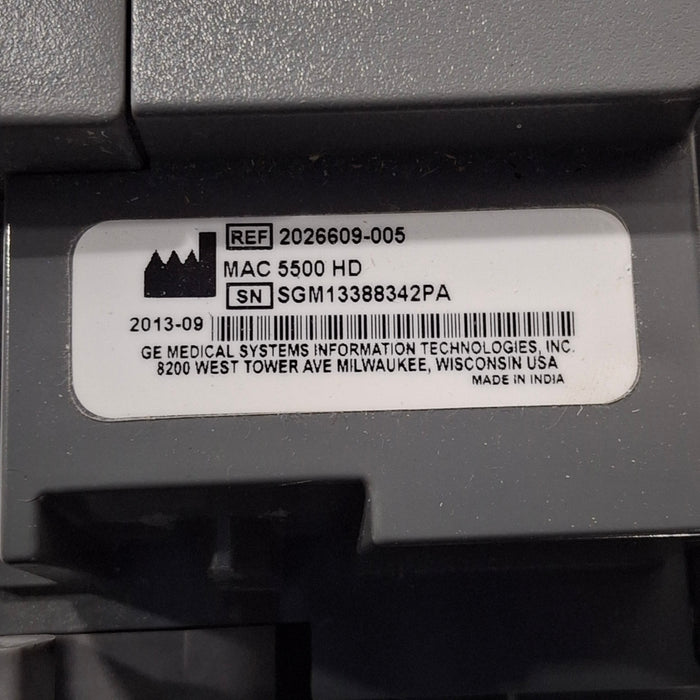 REF 2026609-005
MAC 5500 HD
SN SGM13388342PA
2013-09
GE MEDICAL SYSTEMS INFORMATION TECHNOLOGIES, INC.
8200 WEST TOWER AVE MILWAUKEE, WISCONSIN USA
MADE IN INDIA